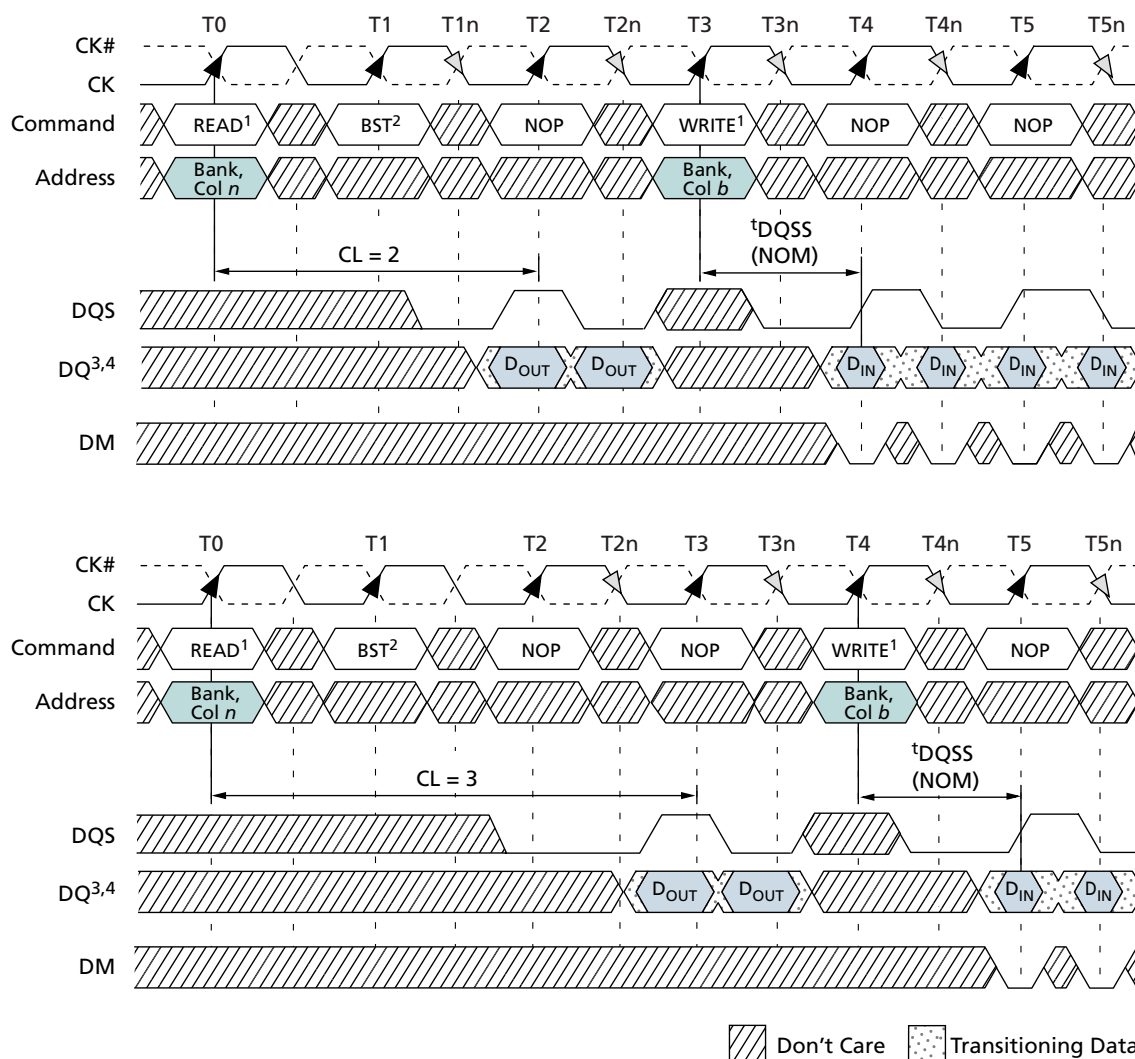 T0 T1 T1n T2 T2n T3 T3n T4 T4n T5 T5n
CK#
CK
Command READ1 BST2 NOP WRITE1 NOP NOP
Address Bank, Col n Bank, Col b
CL = 2
tDQSS
(NOM)
DQS
DQ3,4 DOUT DOUT DIN DIN DIN DIN
DM
T0 T1 T2 T2n T3 T3n T4 T4n T5 T5n
CK#
CK
Command READ1 BST2 NOP NOP WRITE1 NOP
Address Bank, Col n Bank, Col b
CL = 3
tDQSS
(NOM)
DQS
DQ3,4 DOUT DOUT DIN DIN
DM
Don't Care Transitioning Data